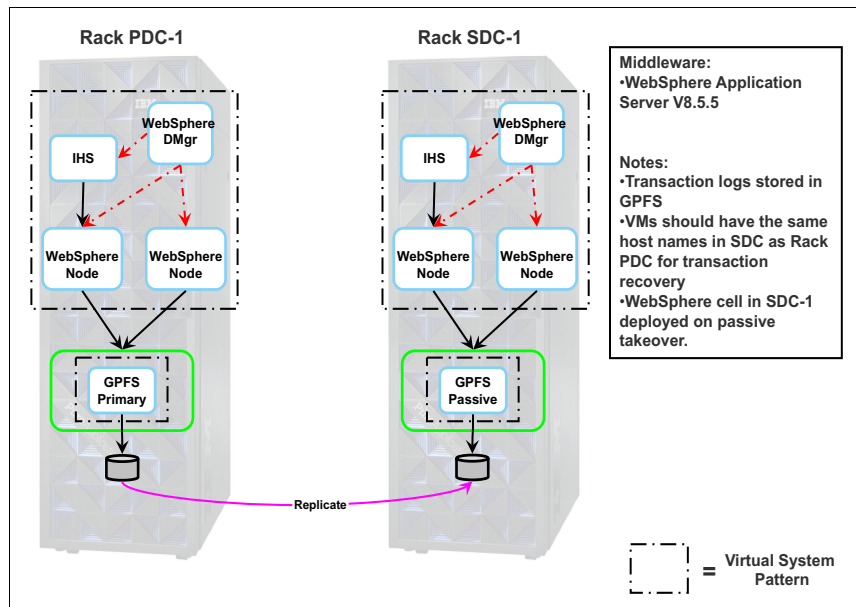 Rack PDC-1
Rack SDC-1
IBM
WebSphere
DMgr
IHS
WebSphere
Node
WebSphere
Node
GPFS
Primary
IBM
WebSphere
DMgr
IHS
WebSphere
Node
WebSphere
Node
GPFS
Passive
Replicate
Middleware:
•WebSphere Application
Server V8.5.5
Notes:
•Transaction logs stored in
GPFS
•VMs should have the same
host names in SDC as Rack
PDC for transaction
recovery
•WebSphere cell in SDC-1
deployed on passive
takeover.
= Virtual System
Pattern